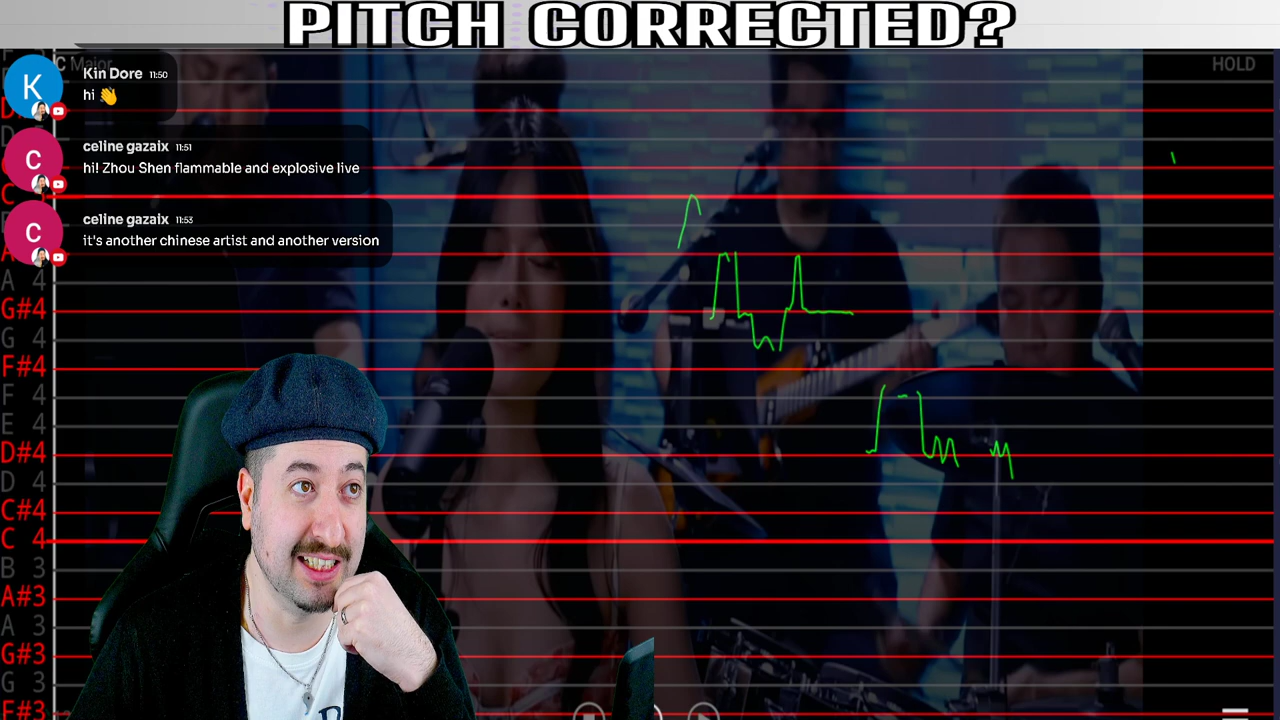 PITCH CORRECTED?
C Major
HOLD
Kin Dore 11:50
hi 👋
celine gazaix 11:51
hi! Zhou Shen flammable and explosive live
celine gazaix 11:53
it's another chinese artist and another version
K
C
C
A 4
G#4
G 4
F#4
F 4
E 4
D#4
D 4
C#4
C 4
B 3
A#3
A 3
G#3
G 3
F#3